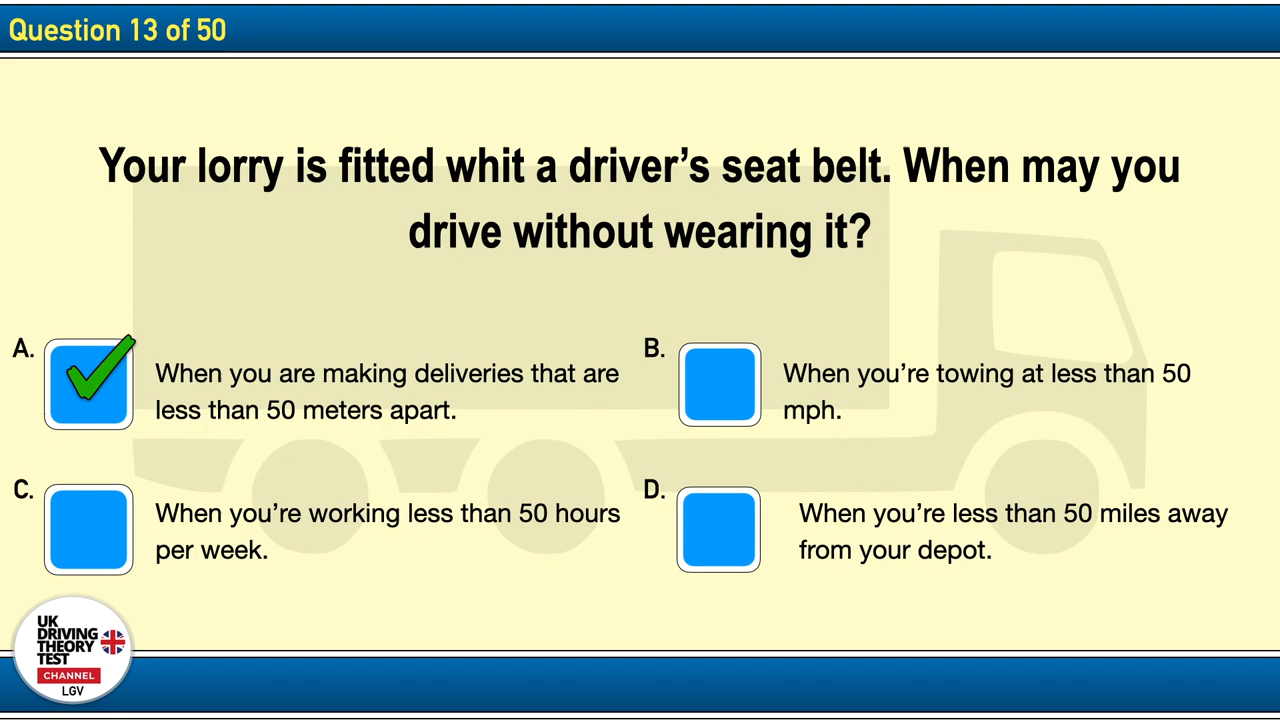 Question 13 of 50
Your lorry is fitted whit a driver’s seat belt. When may you
drive without wearing it?
A.
When you are making deliveries that are
less than 50 meters apart.
B.
When you’re towing at less than 50
mph.
C.
When you’re working less than 50 hours
per week.
D.
When you’re less than 50 miles away
from your depot.
UK
DRIVING
THEORY
TEST
CHANNEL
LGV